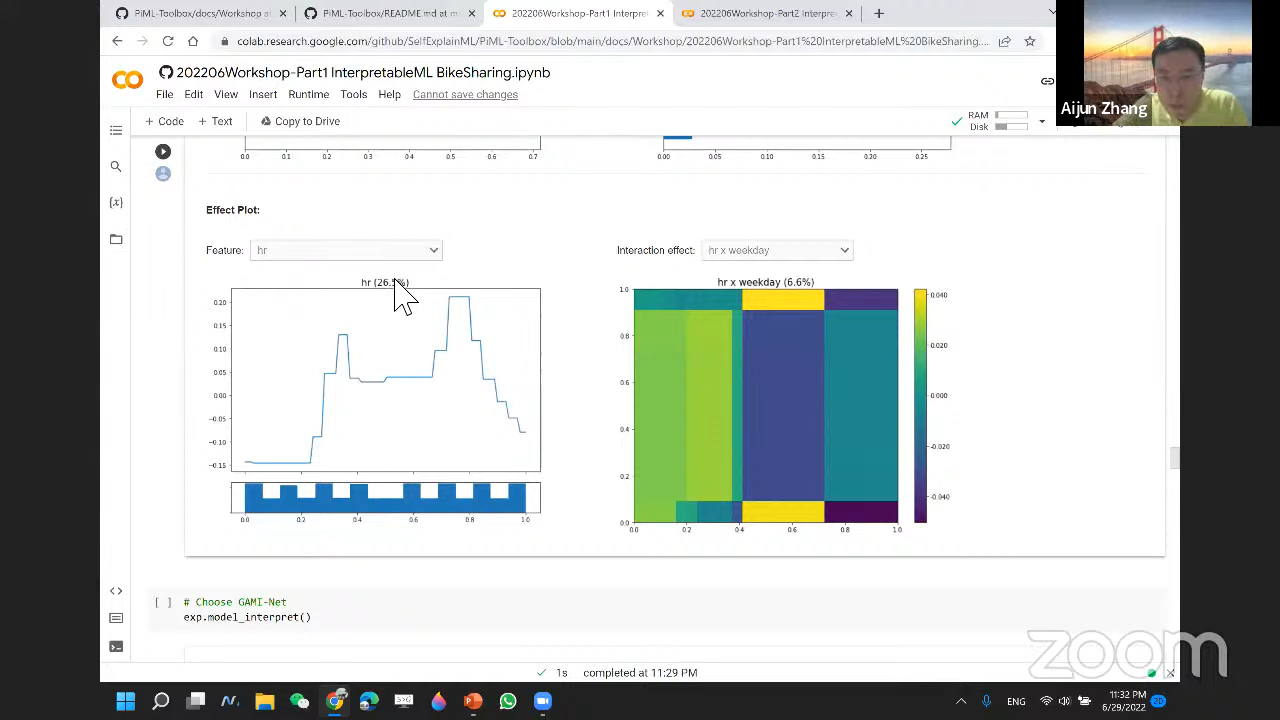 PiML-Toolbox/docs/Workshop at
PiML-Toolbox/README.md at m
202206Workshop-Part1 Interpret
202206Workshop-Part2 Interpre
colab.research.google.com/github/SelfExplainML/PiML-Toolbox/blob/main/docs/Workshop/202206Workshop-Part1%20InterpretableML%20BikeSharing....
202206Workshop-Part1 InterpretableML BikeSharing.ipynb
File Edit View Insert Runtime Tools Help Cannot save changes
Aijun Zhang
+ Code + Text Copy to Drive
RAM
Disk
0.0 0.1 0.2 0.3 0.4 0.5 0.6 0.7
0.00 0.05 0.10 0.15 0.20 0.25
Effect Plot:
Feature: hr
Interaction effect: hr x weekday
hr x weekday (6.6%)
0.20
0.15
0.10
0.05
0.00
−0.05
−0.10
−0.15
0.0 0.2 0.4 0.6 0.8 1.0
1.0
0.8
0.6
0.4
0.2
0.0
0.0 0.2 0.4 0.6 0.8 1.0
0.040
0.020
0.000
-0.020
-0.040
[ ] # Choose GAMI-Net
exp.model_interpret()
zoom
1s completed at 11:29 PM
ENG
11:32 PM
6/29/2022
20